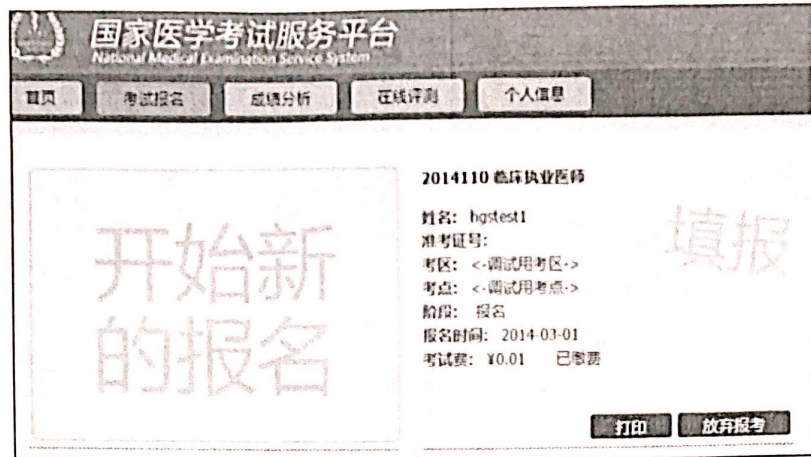 国家医学考试服务平台
National Medical Examination Service System
首页 考试报名 成绩分析 在线评测 个人信息
开始新
的报名
2014110 临床执业医师
姓名: hgstest1
准考证号:
考区: <-调试用考区->
考点: <-调试用考点->
阶段: 报名
报名时间: 2014-03-01
考试费: ¥0.01 已缴费
填报
打印 放弃报考